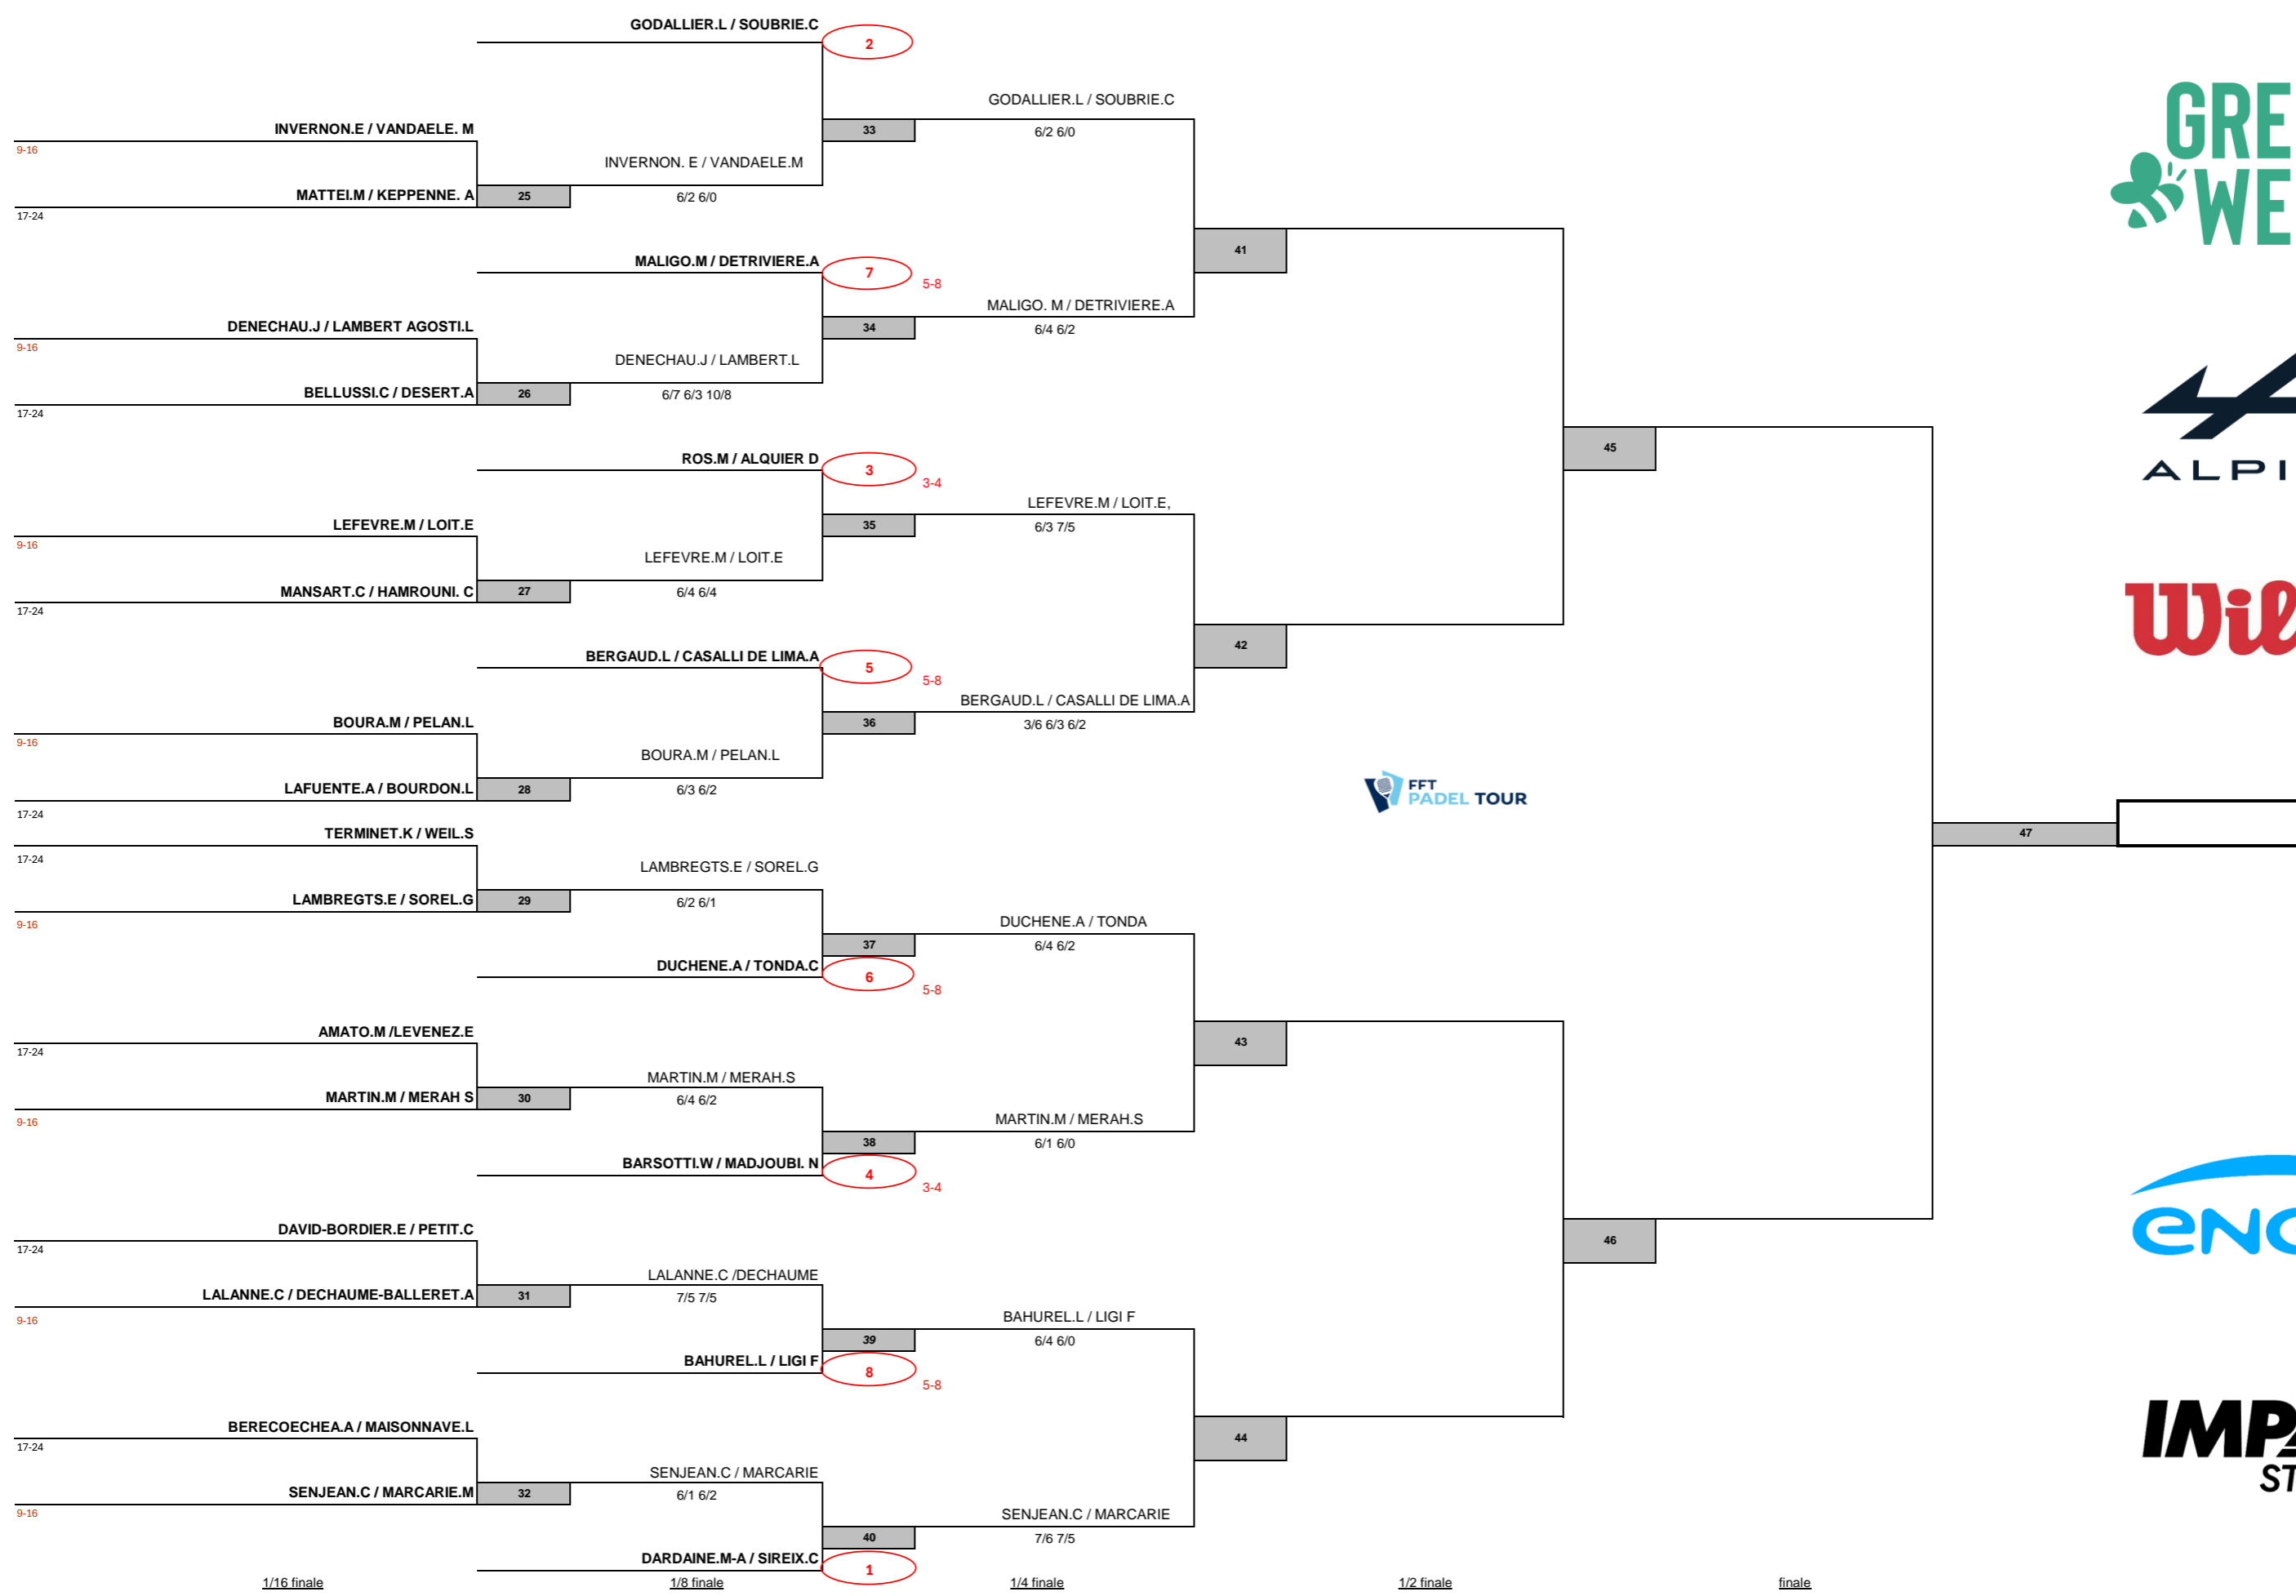 GODALLIER.L / SOUBRIE.C
2
GODALLIER.L / SOUBRIE.C
INVERNON.E / VANDAELE. M
33
6/2 6/0
9-16
INVERNON. E / VANDAELE.M
MATTEI.M / KEPPENNE. A
25
6/2 6/0
17-24
GRE
WE
41
MALIGO.M / DETRIVIERE.A
7
5-8
MALIGO. M / DETRIVIERE.A
DENECHAU.J / LAMBERT AGOSTI.L
34
6/4 6/2
9-16
DENECHAU.J / LAMBERT.L
BELLUSSI.C / DESERT.A
26
6/7 6/3 10/8
17-24
45
ALPI
ROS.M / ALQUIER D
3
3-4
LEFEVRE.M / LOIT.E,
LEFEVRE.M / LOIT.E
35
6/3 7/5
9-16
LEFEVRE.M / LOIT.E
MANSART.C / HAMROUNI. C
27
6/4 6/4
17-24
Wil
42
BERGAUD.L / CASALLI DE LIMA.A
5
5-8
BERGAUD.L / CASALLI DE LIMA.A
BOURA.M / PELAN.L
36
3/6 6/3 6/2
9-16
BOURA.M / PELAN.L
LAFUENTE.A / BOURDON.L
28
6/3 6/2
17-24
FFT
PADEL TOUR
47
TERMINET.K / WEIL.S
17-24
LAMBREGTS.E / SOREL.G
LAMBREGTS.E / SOREL.G
29
6/2 6/1
9-16
DUCHENE.A / TONDA
37
6/4 6/2
DUCHENE.A / TONDA.C
6
5-8
AMATO.M /LEVENEZ.E
17-24
43
MARTIN.M / MERAH.S
MARTIN.M / MERAH S
30
6/4 6/2
9-16
MARTIN.M / MERAH.S
38
6/1 6/0
BARSOTTI.W / MADJOUBI. N
4
3-4
DAVID-BORDIER.E / PETIT.C
17-24
46
ENG
LALANNE.C /DECHAUME
LALANNE.C / DECHAUME-BALLERET.A
31
7/5 7/5
9-16
BAHUREL.L / LIGI F
39
6/4 6/0
BAHUREL.L / LIGI F
8
5-8
BERECOECHEA.A / MAISONNAVE.L
17-24
44
SENJEAN.C / MARCARIE
SENJEAN.C / MARCARIE.M
32
6/1 6/2
9-16
IMPA
ST
SENJEAN.C / MARCARIE
40
7/6 7/5
DARDAINE.M-A / SIREIX.C
1
1/16 finale
1/8 finale
1/4 finale
1/2 finale
finale